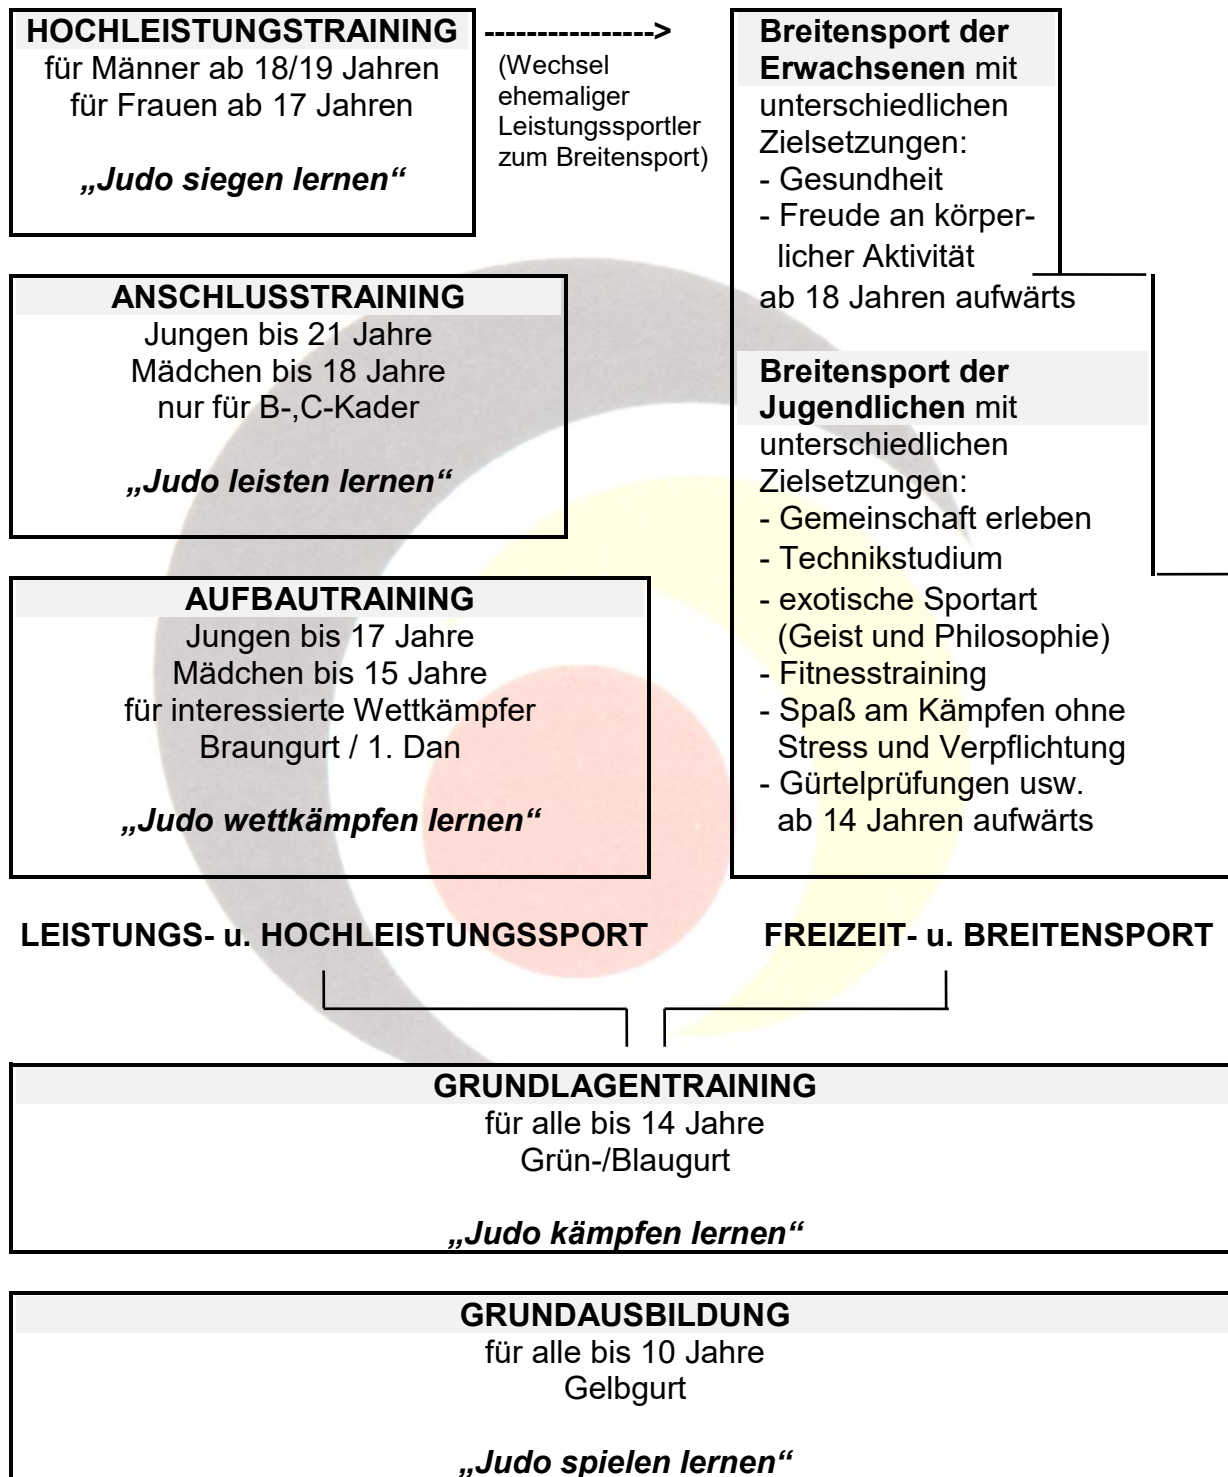 HOCHLEISTUNGSTRAINING
für Männer ab 18/19 Jahren
für Frauen ab 17 Jahren
„Judo siegen lernen“
---------------->
(Wechsel
ehemaliger
Leistungssportler
zum Breitensport)
Breitensport der
Erwachsenen mit
unterschiedlichen
Zielsetzungen:
- Gesundheit
- Freude an körper-
licher Aktivität
ab 18 Jahren aufwärts
ANSCHLUSSTRAINING
Jungen bis 21 Jahre
Mädchen bis 18 Jahre
nur für B-,C-Kader
„Judo leisten lernen“
Breitensport der
Jugendlichen mit
unterschiedlichen
Zielsetzungen:
- Gemeinschaft erleben
- Technikstudium
- exotische Sportart
(Geist und Philosophie)
- Fitnesstraining
- Spaß am Kämpfen ohne
Stress und Verpflichtung
- Gürtelprüfungen usw.
ab 14 Jahren aufwärts
AUFBAUTRAINING
Jungen bis 17 Jahre
Mädchen bis 15 Jahre
für interessierte Wettkämpfer
Braungurt / 1. Dan
„Judo wettkämpfen lernen“
LEISTUNGS- u. HOCHLEISTUNGSSPORT
FREIZEIT- u. BREITENSPORT
GRUNDLAGENTRAINING
für alle bis 14 Jahre
Grün-/Blaugurt
„Judo kämpfen lernen“
GRUNDAUSBILDUNG
für alle bis 10 Jahre
Gelbgurt
„Judo spielen lernen“